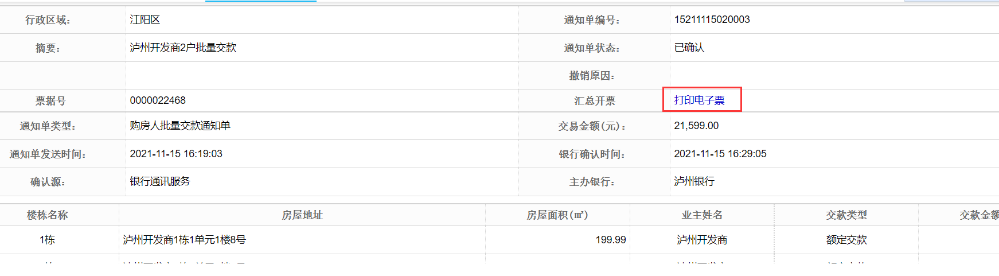 行政区域： 江阳区 通知单编号： 15211115020003
摘要： 泸州开发商2户批量交款 通知单状态： 已确认
撤销原因：
票据号 0000022468 汇总开票 打印电子票
通知单类型： 购房人批量交款通知单 交易金额(元)： 21,599.00
通知单发送时间： 2021-11-15 16:19:03 银行确认时间： 2021-11-15 16:29:05
确认源： 银行通讯服务 主办银行： 泸州银行
楼栋名称 房屋地址 房屋面积(㎡) 业主姓名 交款类型 交款金额
1栋 泸州开发商1栋1单元1楼8号 199.99 泸州开发商 额定交款